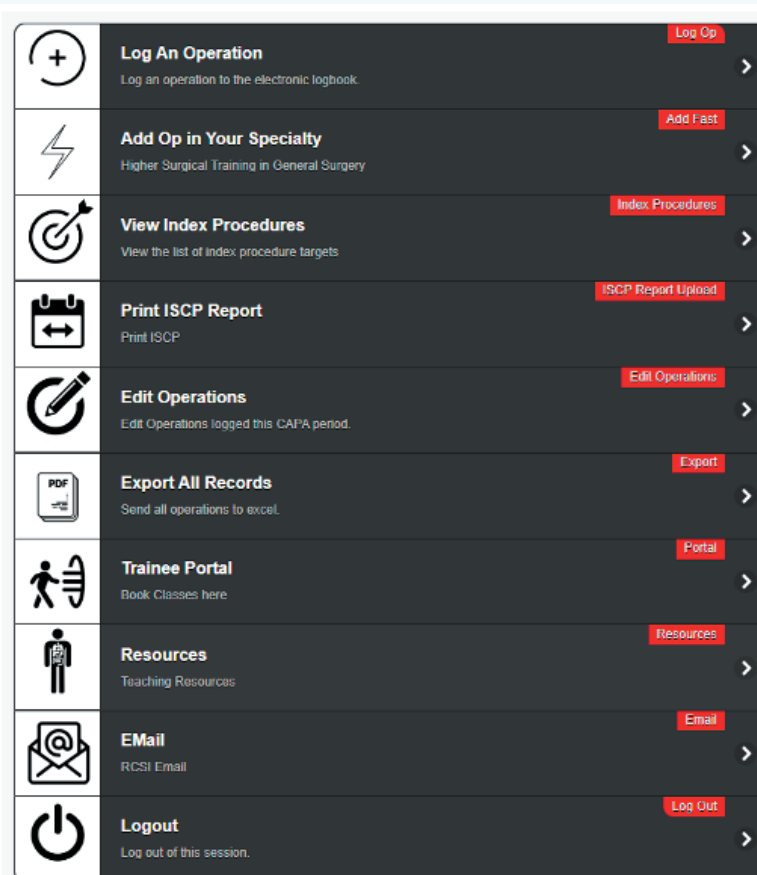 Log Op
Log An Operation
Log an operation to the electronic logbook.
Add Fast
Add Op in Your Specialty
Higher Surgical Training in General Surgery
Index Procedures
View Index Procedures
View the list of index procedure targets
ISCP Report Upload
Print ISCP Report
Print ISCP
Edit Operations
Edit Operations
Edit Operations logged this CAPA period.
Export
PDF
Export All Records
Send all operations to excel.
Portal
Trainee Portal
Book Classes here
Resources
Resources
Teaching Resources
Email
EMail
RCSI Email
Log Out
Logout
Log out of this session.